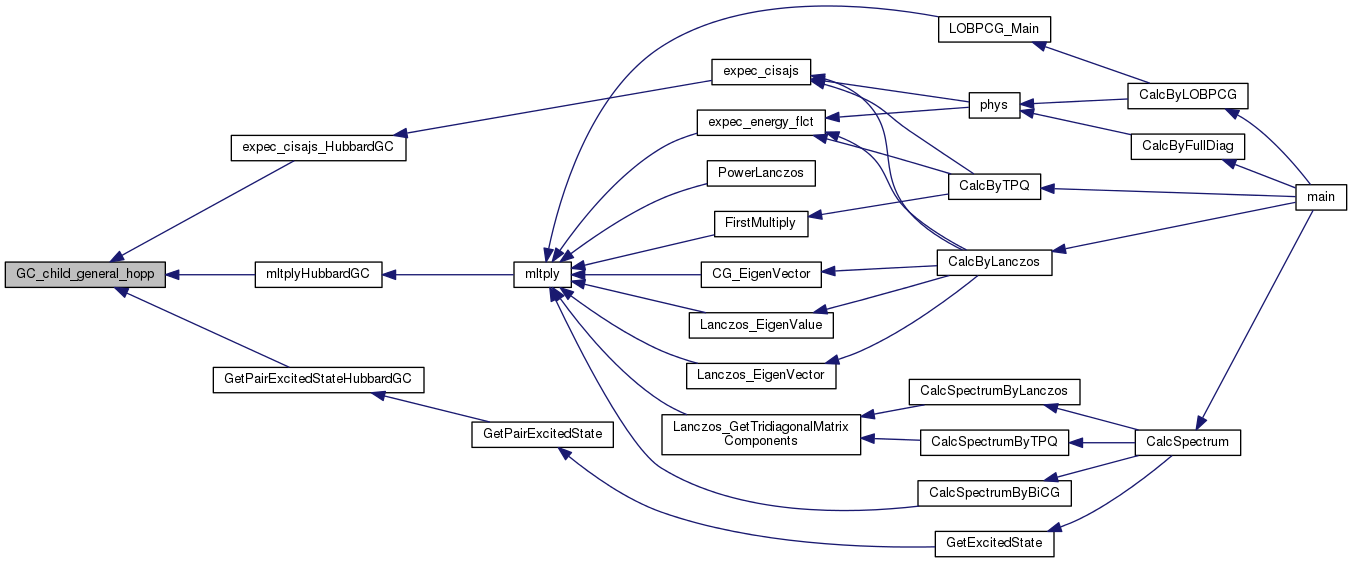 LOBPCG_Main
expec_cisajs
CalcByLOBPCG
phys
expec_energy_flct
expec_cisajs_HubbardGC
CalcByFullDiag
PowerLanczos
CalcByTPQ
main
FirstMultiply
CalcByLanczos
GC_child_general_hopp
mltplyHubbardGC
mltply
CG_EigenVector
Lanczos_EigenValue
Lanczos_EigenVector
GetPairExcitedStateHubbardGC
CalcSpectrumByLanczos
Lanczos_GetTridiagonalMatrix
Components
GetPairExcitedState
CalcSpectrumByTPQ
CalcSpectrum
CalcSpectrumByBiCG
GetExcitedState